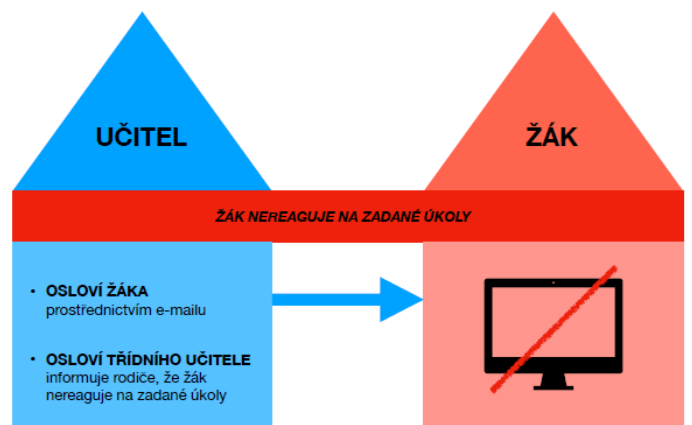 UČITEL
ŽÁK
ŽÁK NEREAGUJE NA ZADANÉ ÚKOLY
• OSLOVÍ ŽÁKA
prostřednictvím e-mailu
• OSLOVÍ TŘÍDNÍHO UČITELE
informuje rodiče, že žák
nereaguje na zadané úkoly